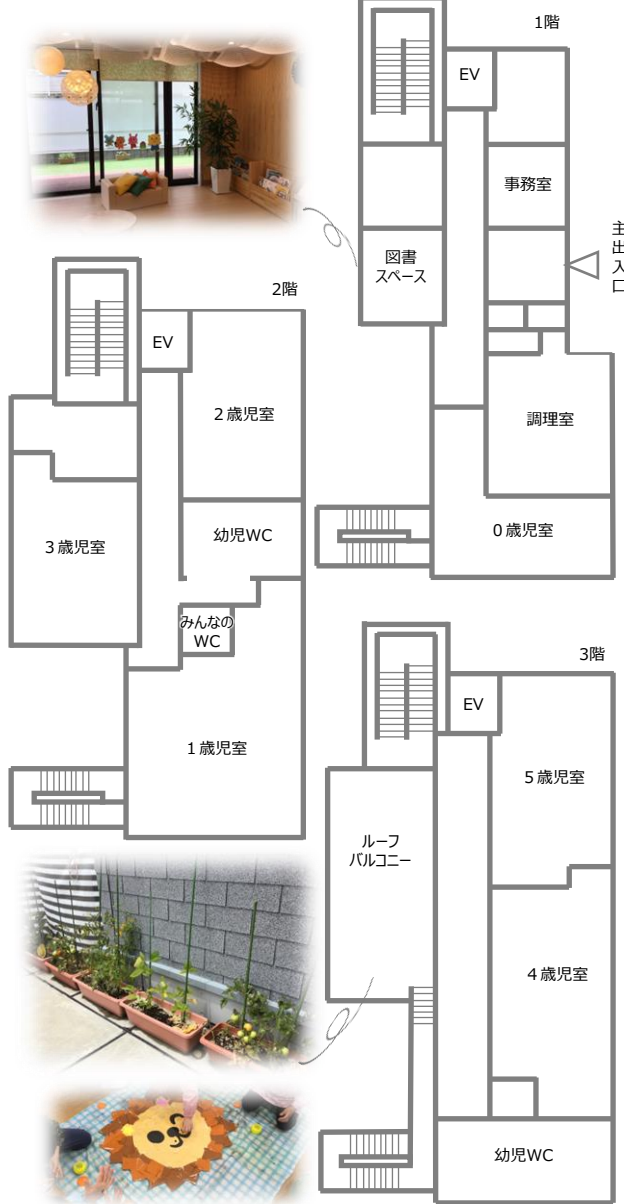 1階
EV
事務室
主
出
入
口
図書
スペース
調理室
0歳児室
2階
EV
2歳児室
幼児WC
3歳児室
みんなの
WC
1歳児室
3階
EV
5歳児室
ルーフ
バルコニー
4歳児室
幼児WC